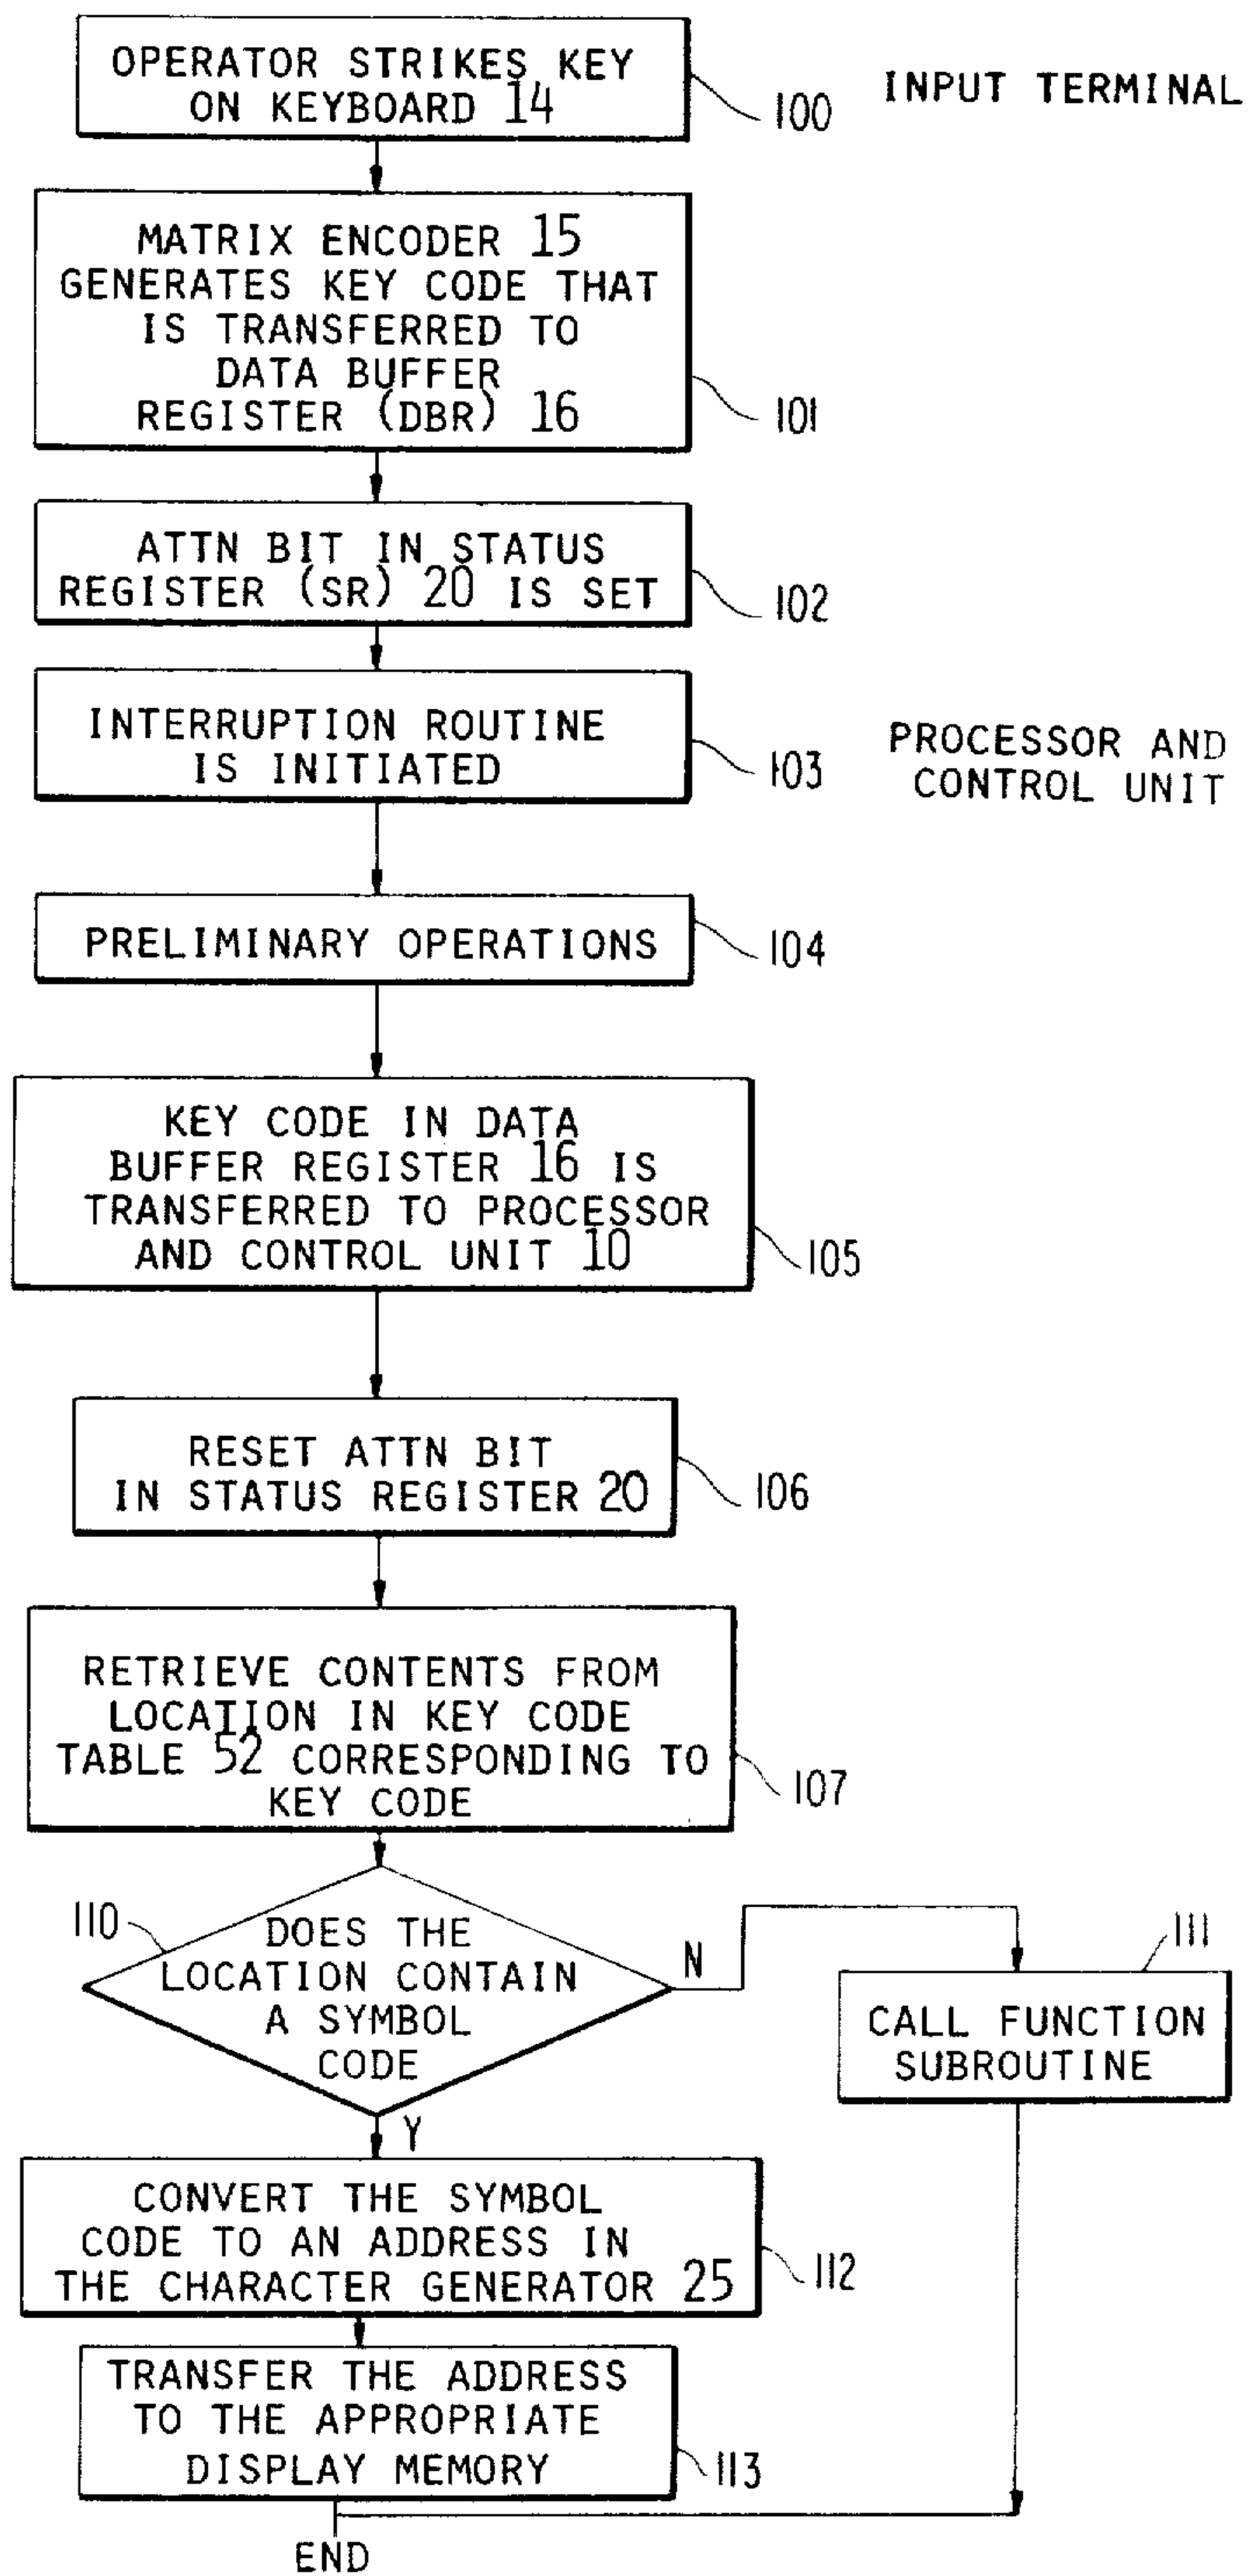 OPERATOR STRIKES KEY
ON KEYBOARD 14
100
INPUT TERMINAL
MATRIX ENCODER 15
GENERATES KEY CODE THAT
IS TRANSFERRED TO
DATA BUFFER
REGISTER (DBR) 16
101
ATTN BIT IN STATUS
REGISTER (SR) 20 IS SET
102
INTERRUPTION ROUTINE
IS INITIATED
103
PROCESSOR AND
CONTROL UNIT
PRELIMINARY OPERATIONS
104
KEY CODE IN DATA
BUFFER REGISTER 16 IS
TRANSFERRED TO PROCESSOR
AND CONTROL UNIT 10
105
RESET ATTN BIT
IN STATUS REGISTER 20
106
RETRIEVE CONTENTS FROM
LOCATION IN KEY CODE
TABLE 52 CORRESPONDING TO
KEY CODE
107
110
DOES THE
LOCATION CONTAIN
A SYMBOL
CODE
N
111
CALL FUNCTION
SUBROUTINE
Y
CONVERT THE SYMBOL
CODE TO AN ADDRESS IN
THE CHARACTER GENERATOR 25
112
TRANSFER THE ADDRESS
TO THE APPROPRIATE
DISPLAY MEMORY
113
END